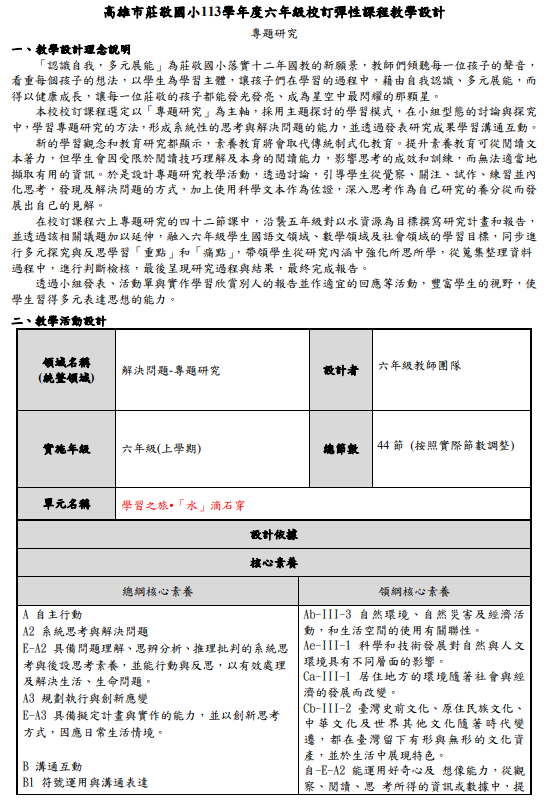 高雄市莊敬國小113學年度六年級校訂彈性課程教學設計
專題研究
一、教學設計理念說明
「認識自我，多元展能」為莊敬國小落實十二年國教的新願景，教師們傾聽每一位孩子的聲音，
看重每個孩子的想法，以學生為學習主體，讓孩子們在學習的過程中，藉由自我認識、多元展能，而
得以健康成長，讓每一位莊敬的孩子都能發光發亮、成為星空中最閃耀的那顆星。
本校校訂課程選定以「專題研究」為主軸，採用主題探討的學習模式，在小組型態的討論與探究
中，學習專題研究的方法，形成系統性的思考與解決問題的能力，並透過發表研究成果學習溝通互動。
新的學習觀念和教育研究都顯示，素養教育將會取代傳統制式化教育。提升素養教育可從閱讀文
本著力，但學生會因受限於閱讀技巧理解及本身的閱讀能力，影響思考的成效和訓練，而無法適當地
擷取有用的資訊。於是設計專題研究教學活動，透過討論，引導學生從覺察、關注、試作、練習並內
化思考，發現及解決問題的方式，加上使用科學文本作為佐證，深入思考作為自己研究的養分從而發
展出自己的見解。
在校訂課程六上專題研究的四十二節課中，沿襲五年級對以水資源為目標撰寫研究計畫和報告，
並透過該相關議題加以延伸，融入六年級學生國語文領域、數學領域及社會領域的學習目標，同步進
行多元探究與反思學習「重點」和「痛點」，帶領學生從研究內涵中強化所思所學，從蒐集整理資料
過程中，進行判斷檢核，最後呈現研究過程與結果，最終完成報告。
透過小組發表、活動單與實作學習欣賞別人的報告並作適宜的回應等活動，豐富學生的視野，使
學生習得多元表達思想的能力。
二、教學活動設計
領域名稱
(統整領域)
解決問題-專題研究
設計者
六年級教師團隊
實施年級
六年級(上學期)
總節數
44 節 (按照實際節數調整)
單元名稱
學習之旅•「水」滴石穿
設計依據
核心素養
總綱核心素養
領綱核心素養
A 自主行動
A2 系統思考與解決問題
E-A2 具備問題理解、思辨分析、推理批判的系統思
考與後設思考素養，並能行動與反思，以有效處理
及解決生活、生命問題。
A3 規劃執行與創新應變
E-A3 具備擬定計畫與實作的能力，並以創新思考
方式，因應日常生活情境。
B 溝通互動
B1 符號運用與溝通表達
Ab-III-3 自然環境、自然災害及經濟活
動，和生活空間的使用有關聯性。
Ae-III-1 科學和技術發展對自然與人文
環境具有不同層面的影響。
Ca-III-1 居住地方的環境隨著社會與經
濟的發展而改變。
Cb-III-2 臺灣史前文化、原住民族文化、
中華文化及世界其他文化隨著時代變
遷，都在臺灣留下有形與無形的文化資
產，並於生活中展現特色。
自-E-A2 能運用好奇心及 想像能力，從觀
察、閱讀、思 考所得的資訊或數據中，提